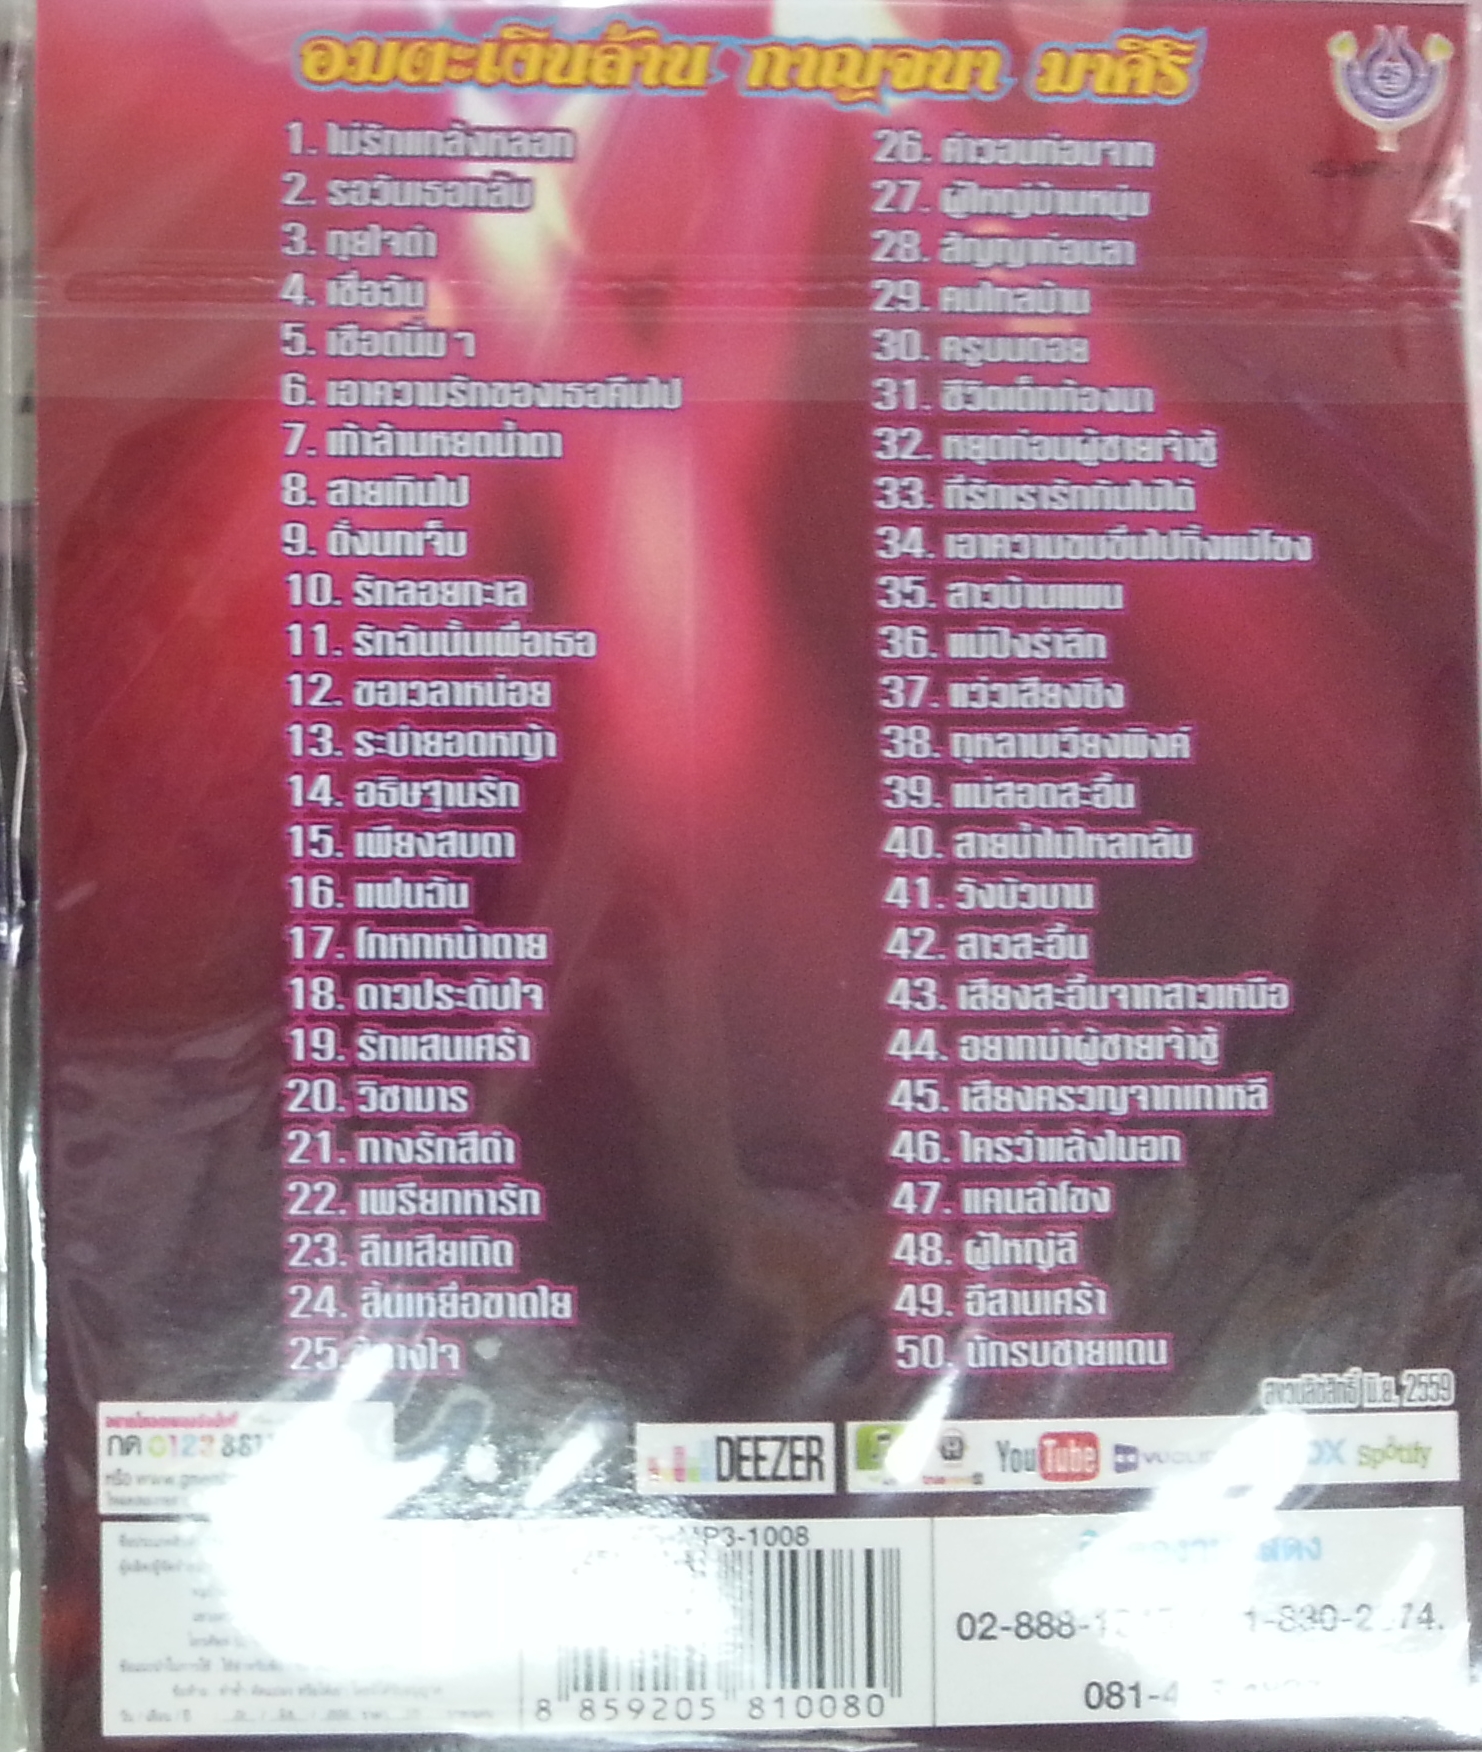 อมตะเงินล้าน กาญจนา มาศิริ
1. ไม่รักแกล้งหลอก
2. รอวันเธอกลับ
3. ทุยใจดำ
4. เชื่อฉัน
5. เชือดนิ่ม ๆ
6. เอาความรักของเธอคืนไป
7. เก้าล้านหยดน้ำตา
8. สายเกินไป
9. ดั่งนกเจ็บ
10. รักลอยทะเล
11. รักฉันนั้นเพื่อเธอ
12. ขอเวลาหน่อย
13. ระบำยอดหญ้า
14. อธิษฐานรัก
15. เพียงสบตา
16. แฟนฉัน
17. โกหกหน้าตาย
18. ดาวประดับใจ
19. รักแสนเศร้า
20. วิชามาร
21. ทางรักสีดำ
22. เพรียกหารัก
23. ลืมเสียเถิด
24. สิ้นเหยื่อขาดใย
25.
26. คำวอนก่อนจาก
27. ผู้ใหญ่บ้านหนุ่ม
28. สัญญาก่อนลา
29. คนไกลบ้าน
30. ครูบนดอย
31. ชีวิตเด็กท้องนา
32. หยุดก่อนผู้ชายเจ้าชู้
33. ที่รักเรารักกันไม่ได้
34. เอาความขมขื่นไปทิ้งแม่โขง
35. สาวบ้านแพน
36. แม่ปิงรำลึก
37. แว่วเสียงซึง
38. กุหลาบเวียงพิงค์
39. แม่สอดสะอื้น
40. สายน้ำไม่ไหลกลับ
41. วังบัวบาน
42. สาวสะอื้น
43. เสียงสะอื้นจากสาวเหนือ
44. อยากฆ่าผู้ชายเจ้าชู้
45. เสียงครวญจากเกาหลี
46. ใครว่าแล้งในอก
47. แคนลำโขง
48. ผู้ใหญ่ลี
49. อีสานเศร้า
50. นักรบชายแดน
สงวนลิขสิทธิ์ มิ.ย. 2559
กด 0123
DEEZER
YouTube
Spotify
MP3-1008
8 859205 810080
02-888-
081-4